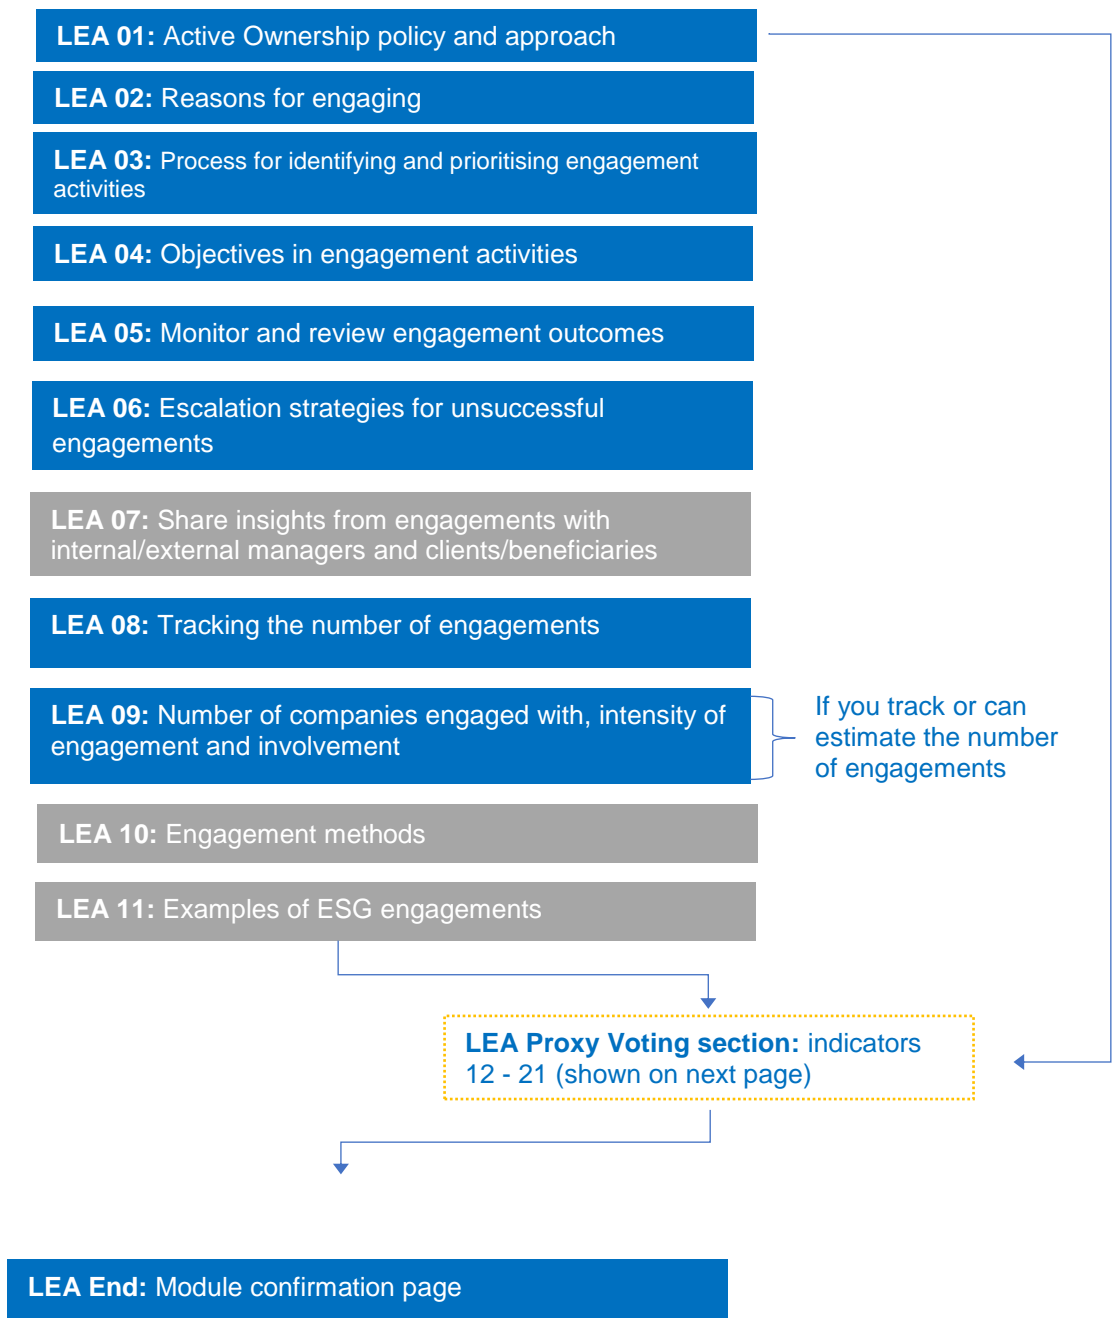 LEA 01: Active Ownership policy and approach
LEA 02: Reasons for engaging
LEA 03: Process for identifying and prioritising engagement
activities
LEA 04: Objectives in engagement activities
LEA 05: Monitor and review engagement outcomes
LEA 06: Escalation strategies for unsuccessful
engagements
LEA 07: Share insights from engagements with
internal/external managers and clients/beneficiaries
LEA 08: Tracking the number of engagements
LEA 09: Number of companies engaged with, intensity of
engagement and involvement
If you track or can
estimate the number
of engagements
LEA 10: Engagement methods
LEA 11: Examples of ESG engagements
LEA Proxy Voting section: indicators
12 - 21 (shown on next page)
LEA End: Module confirmation page